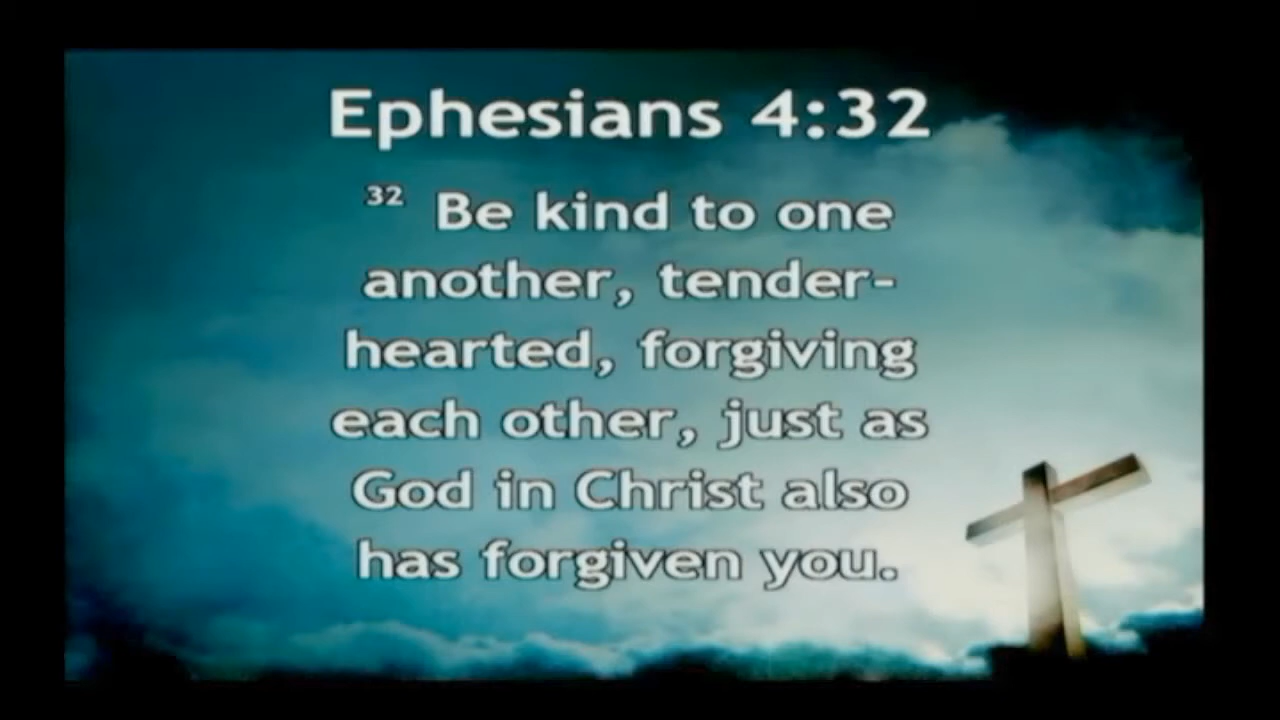 Ephesians 4:32
32 Be kind to one
another, tender-
hearted, forgiving
each other, just as
God in Christ also
has forgiven you.